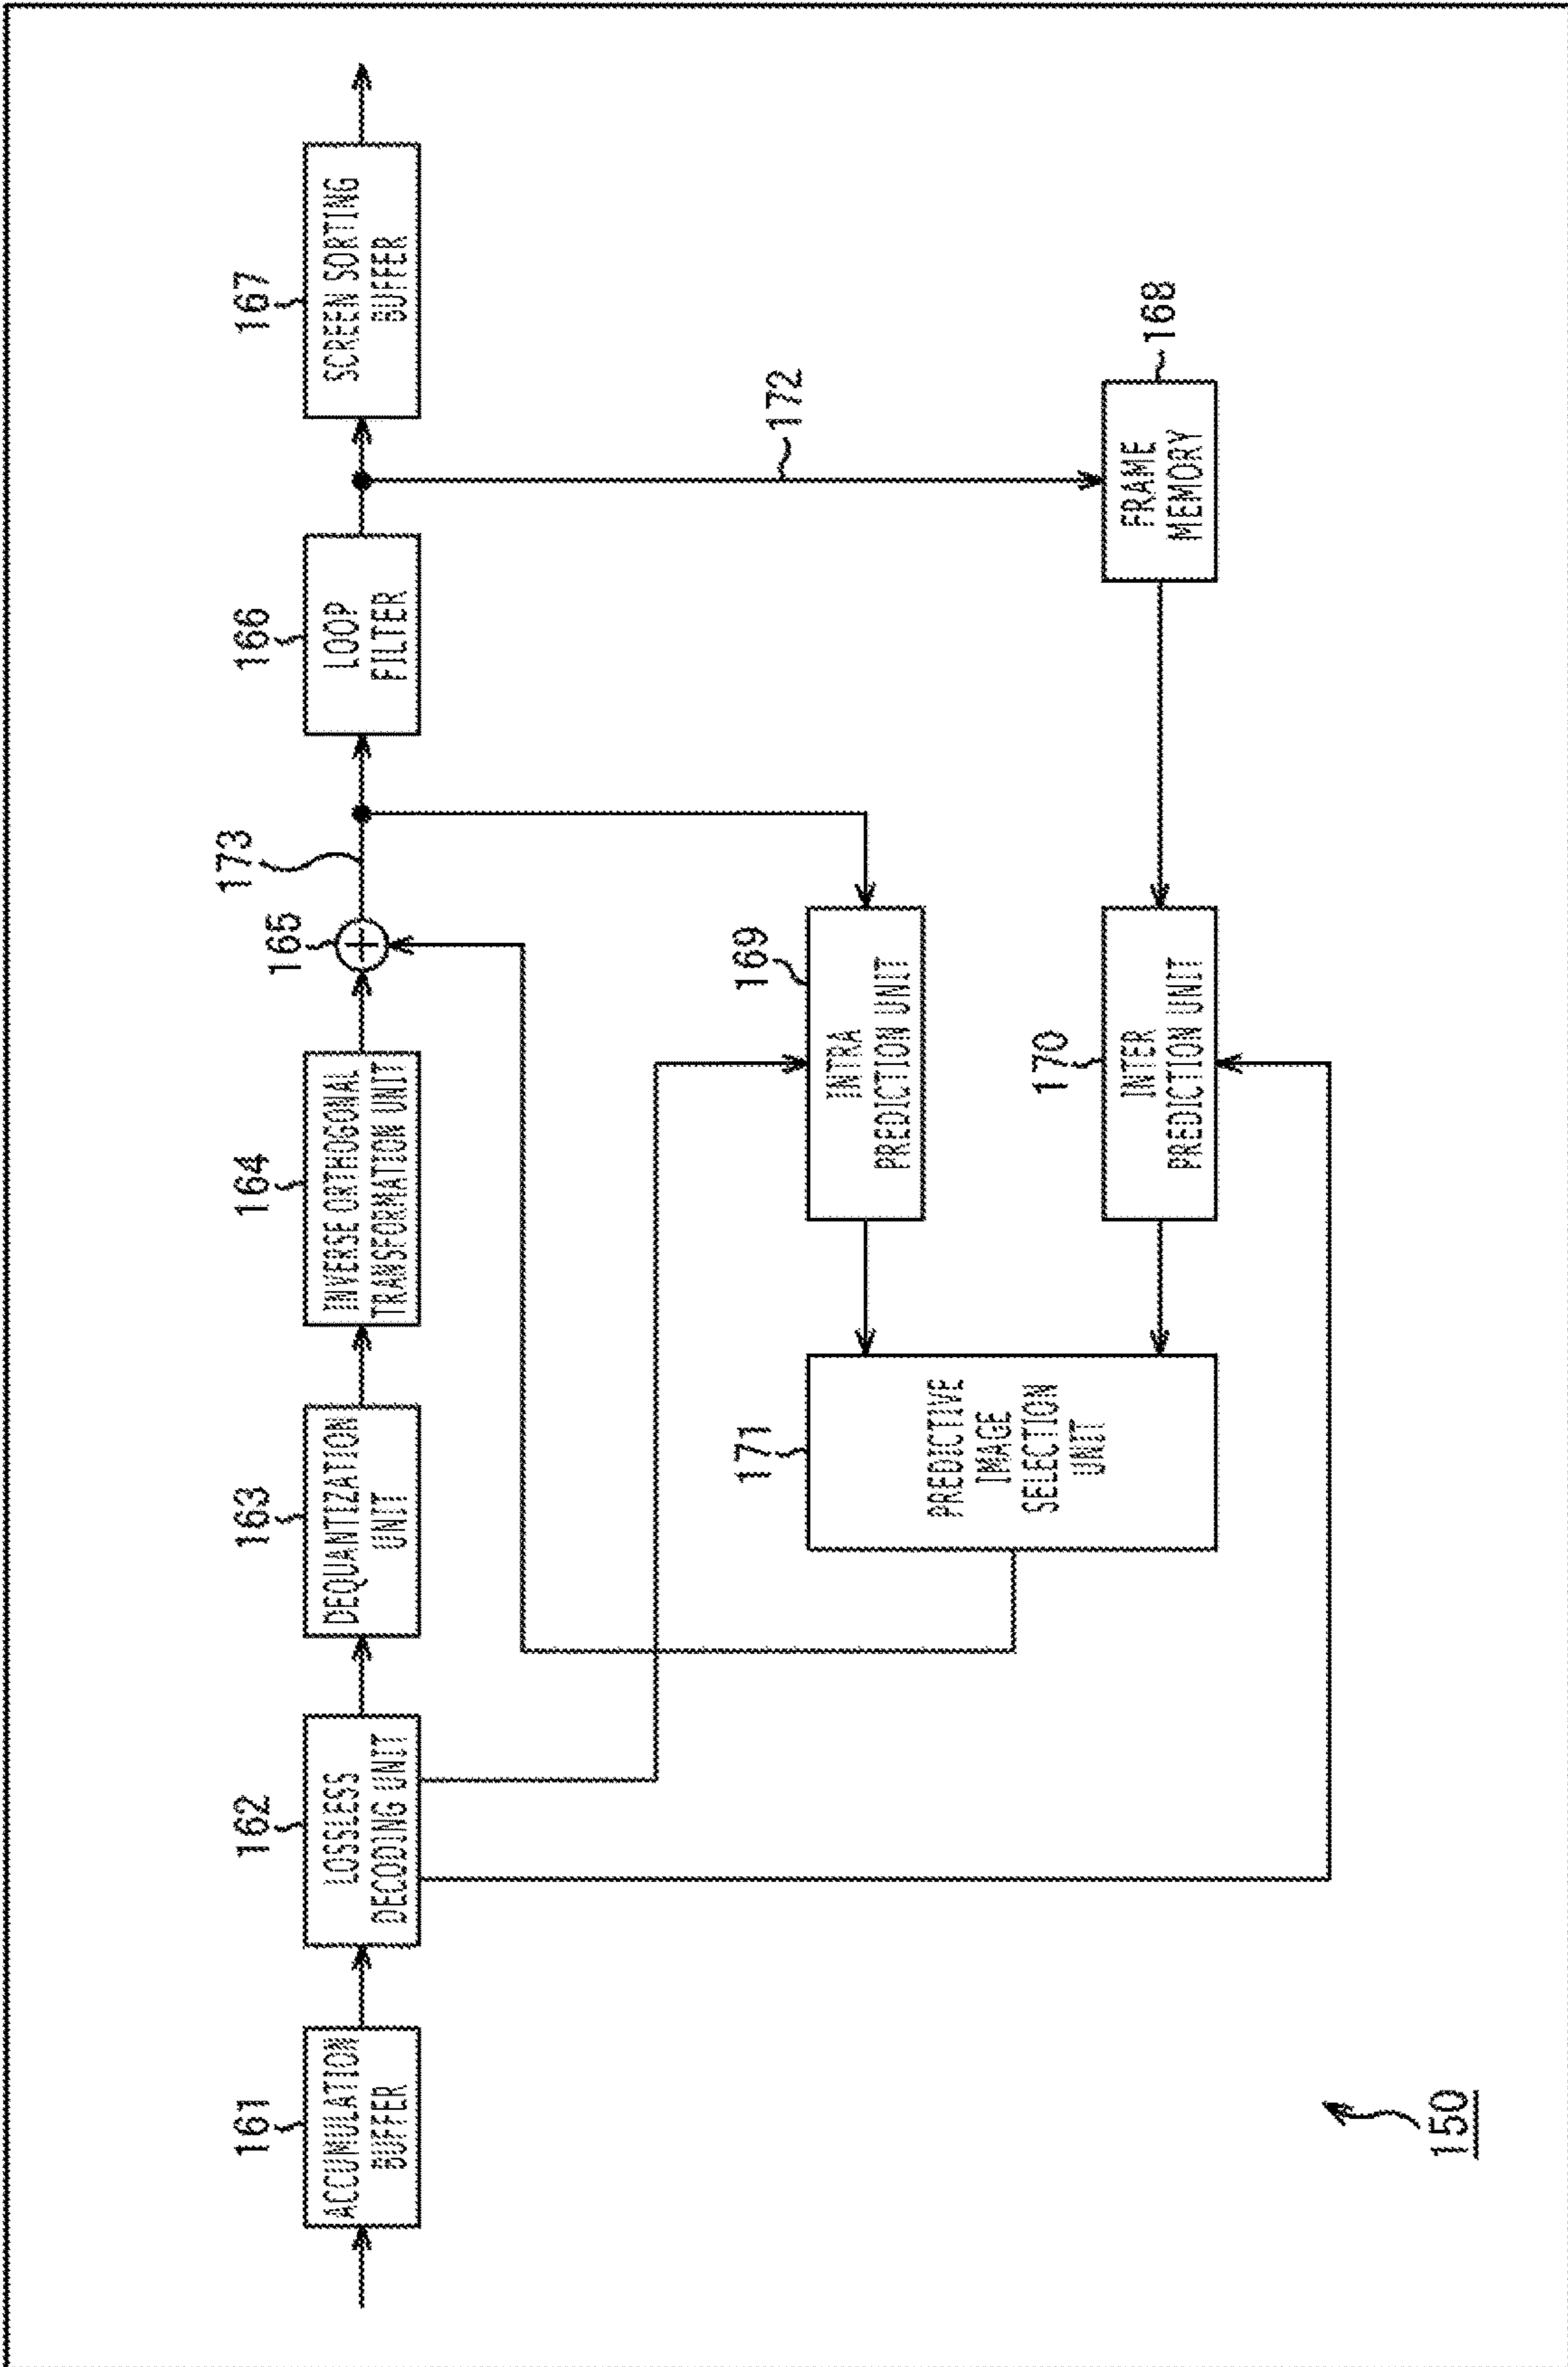 161
ACCUMULATION
BUFFER
162
LOSSLESS
DECODING UNIT
163
DEQUANTIZATION
UNIT
164
INVERSE ORTHOGONAL
TRANSFORMATION UNIT
165
173
166
LOOP
FILTER
167
SCREEN SORTING
BUFFER
172
171
PREDICTIVE
IMAGE
SELECTION
UNIT
169
INTRA
PREDICTION UNIT
170
INTER
PREDICTION UNIT
FRAME
MEMORY
168
150